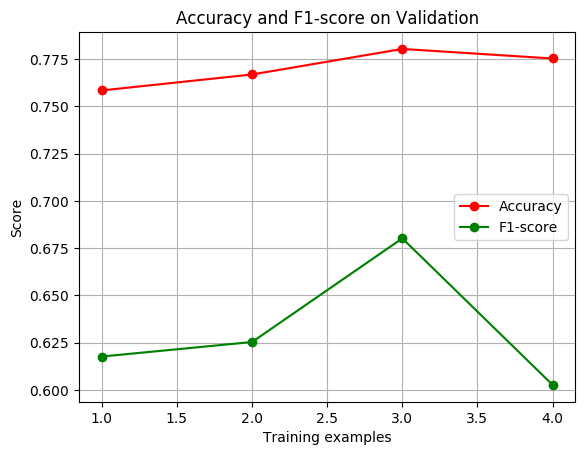 Accuracy and F1-score on Validation
0.775
0.750
0.725
0.700
0.675
0.650
0.625
0.600
Score
Accuracy
F1-score
1.0 1.5 2.0 2.5 3.0 3.5 4.0
Training examples